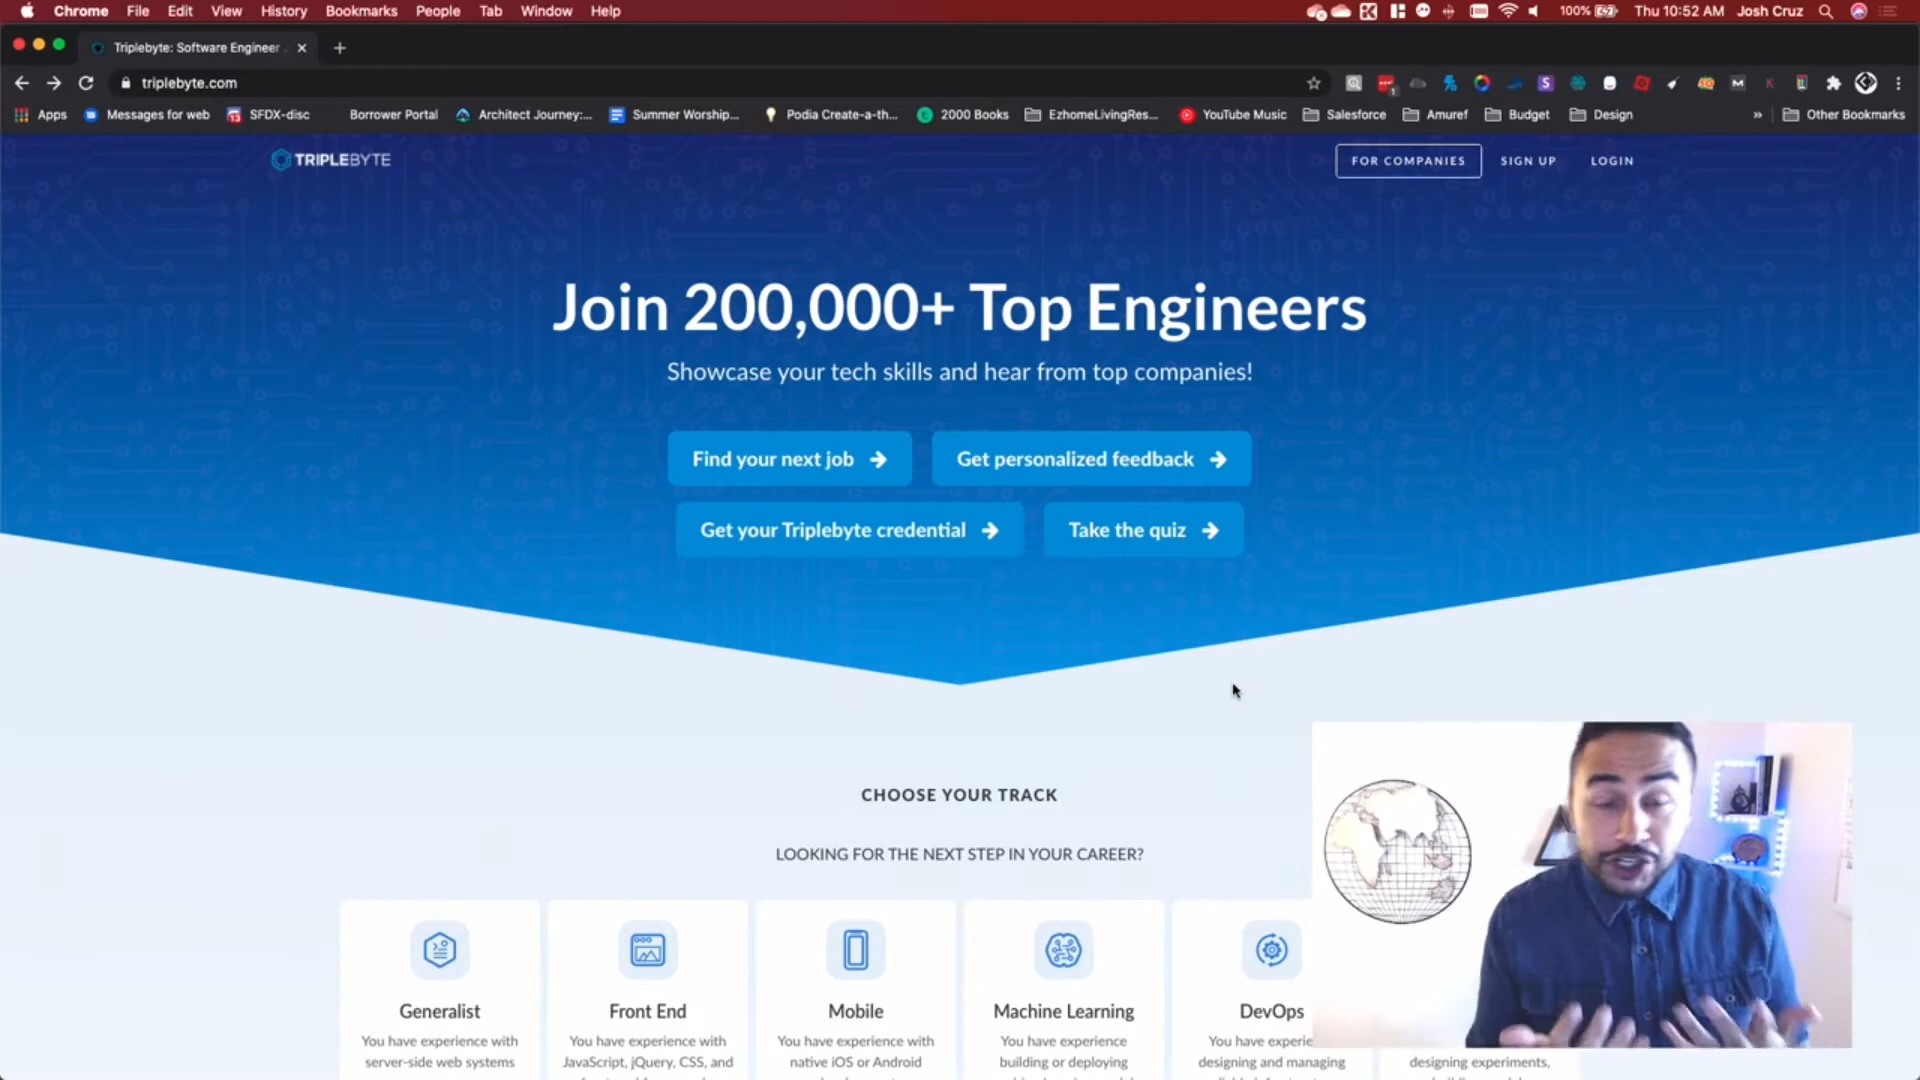 Chrome File Edit View History Bookmarks People Tab Window Help 100% Thu 10:52 AM Josh Cruz
Triplebyte: Software Engineer
triplebyte.com
Apps Messages for web SFDX-disc Borrower Portal Architect Journey:... Summer Worship... Podia Create-a-th... 2000 Books EzhomeLivingRes... YouTube Music Salesforce Amuref Budget Design » Other Bookmarks
TRIPLEBYTE FOR COMPANIES SIGN UP LOGIN
Join 200,000+ Top Engineers
Showcase your tech skills and hear from top companies!
Find your next job → Get personalized feedback →
Get your Triplebyte credential → Take the quiz →
CHOOSE YOUR TRACK
LOOKING FOR THE NEXT STEP IN YOUR CAREER?
Generalist
You have experience with
server-side web systems
Front End
You have experience with
JavaScript, jQuery, CSS, and
Mobile
You have experience with
native iOS or Android
Machine Learning
You have experience
building or deploying
DevOps
You have experie
designing and managing
designing experiments,